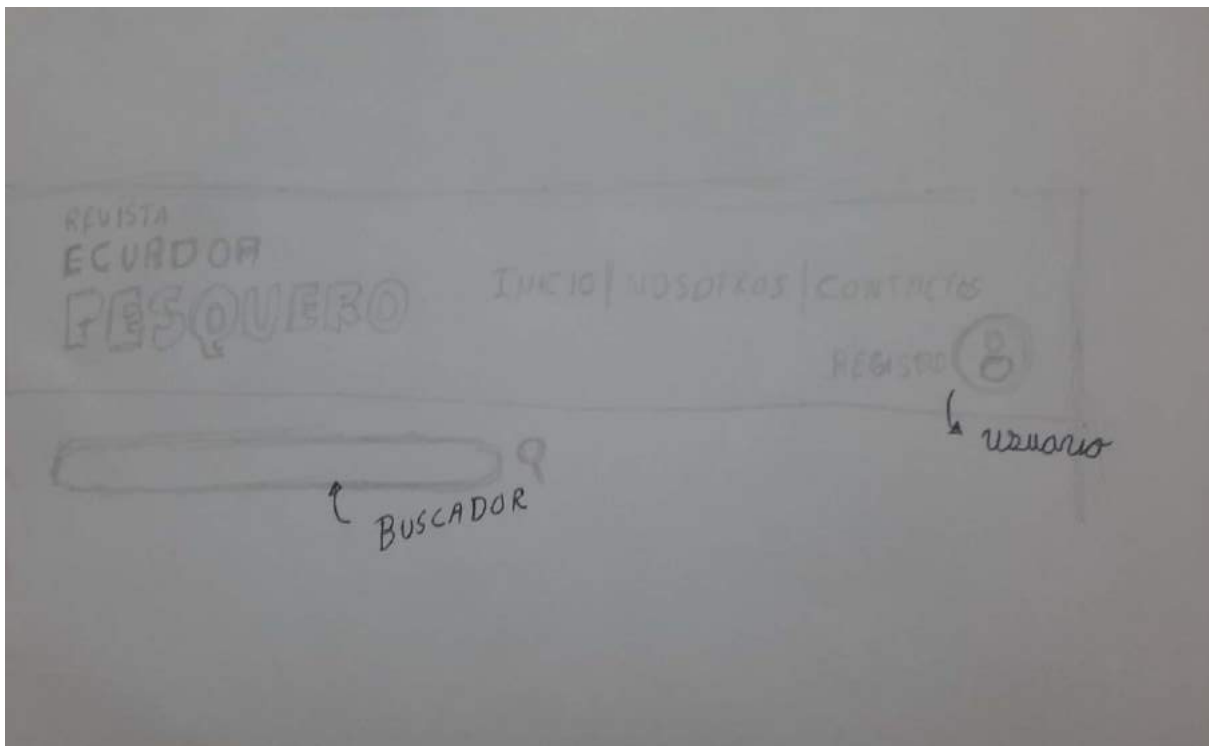 REVISTA
ECUADOR
PESQUERO
INICIO | NOSOTROS | CONTACTOS
REGISTRO
usuario
BUSCADOR